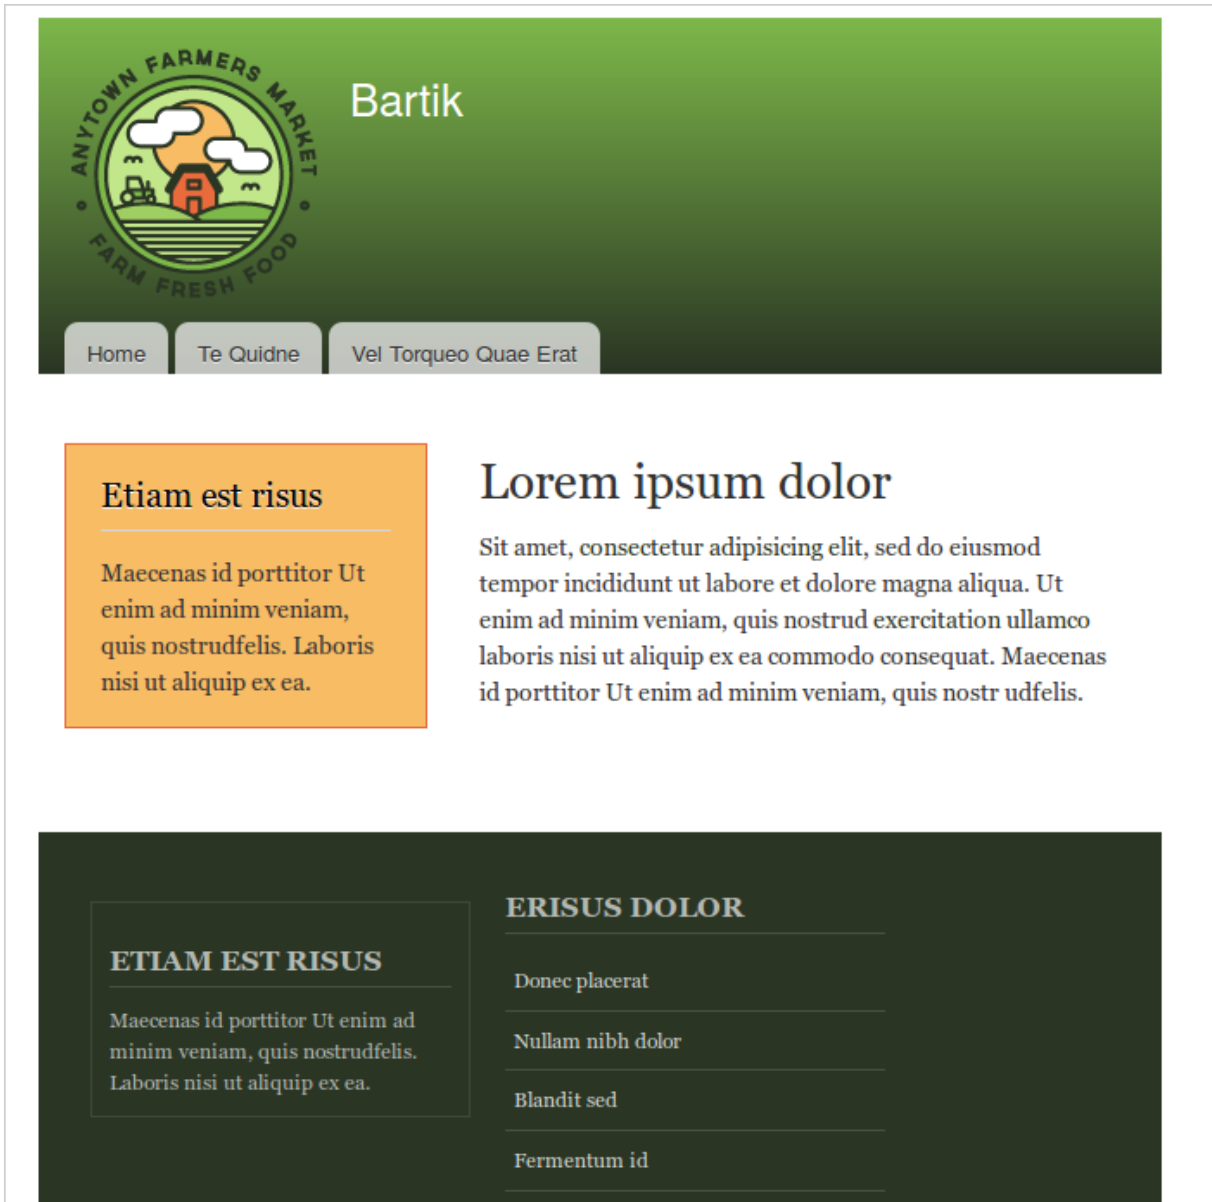 ANYTOWN FARMERS MARKET
FARM FRESH FOOD
Bartik
Home
Te Quidne
Vel Torqueo Quae Erat
Etiam est risus
Maecenas id porttitor Ut
enim ad minim veniam,
quis nostrudfelis. Laboris
nisi ut aliquip ex ea.
Lorem ipsum dolor
Sit amet, consectetur adipisicing elit, sed do eiusmod
tempor incididunt ut labore et dolore magna aliqua. Ut
enim ad minim veniam, quis nostrud exercitation ullamco
laboris nisi ut aliquip ex ea commodo consequat. Maecenas
id porttitor Ut enim ad minim veniam, quis nostr udfelis.
ETIAM EST RISUS
Maecenas id porttitor Ut enim ad
minim veniam, quis nostrudfelis.
Laboris nisi ut aliquip ex ea.
ERISUS DOLOR
Donec placerat
Nullam nibh dolor
Blandit sed
Fermentum id